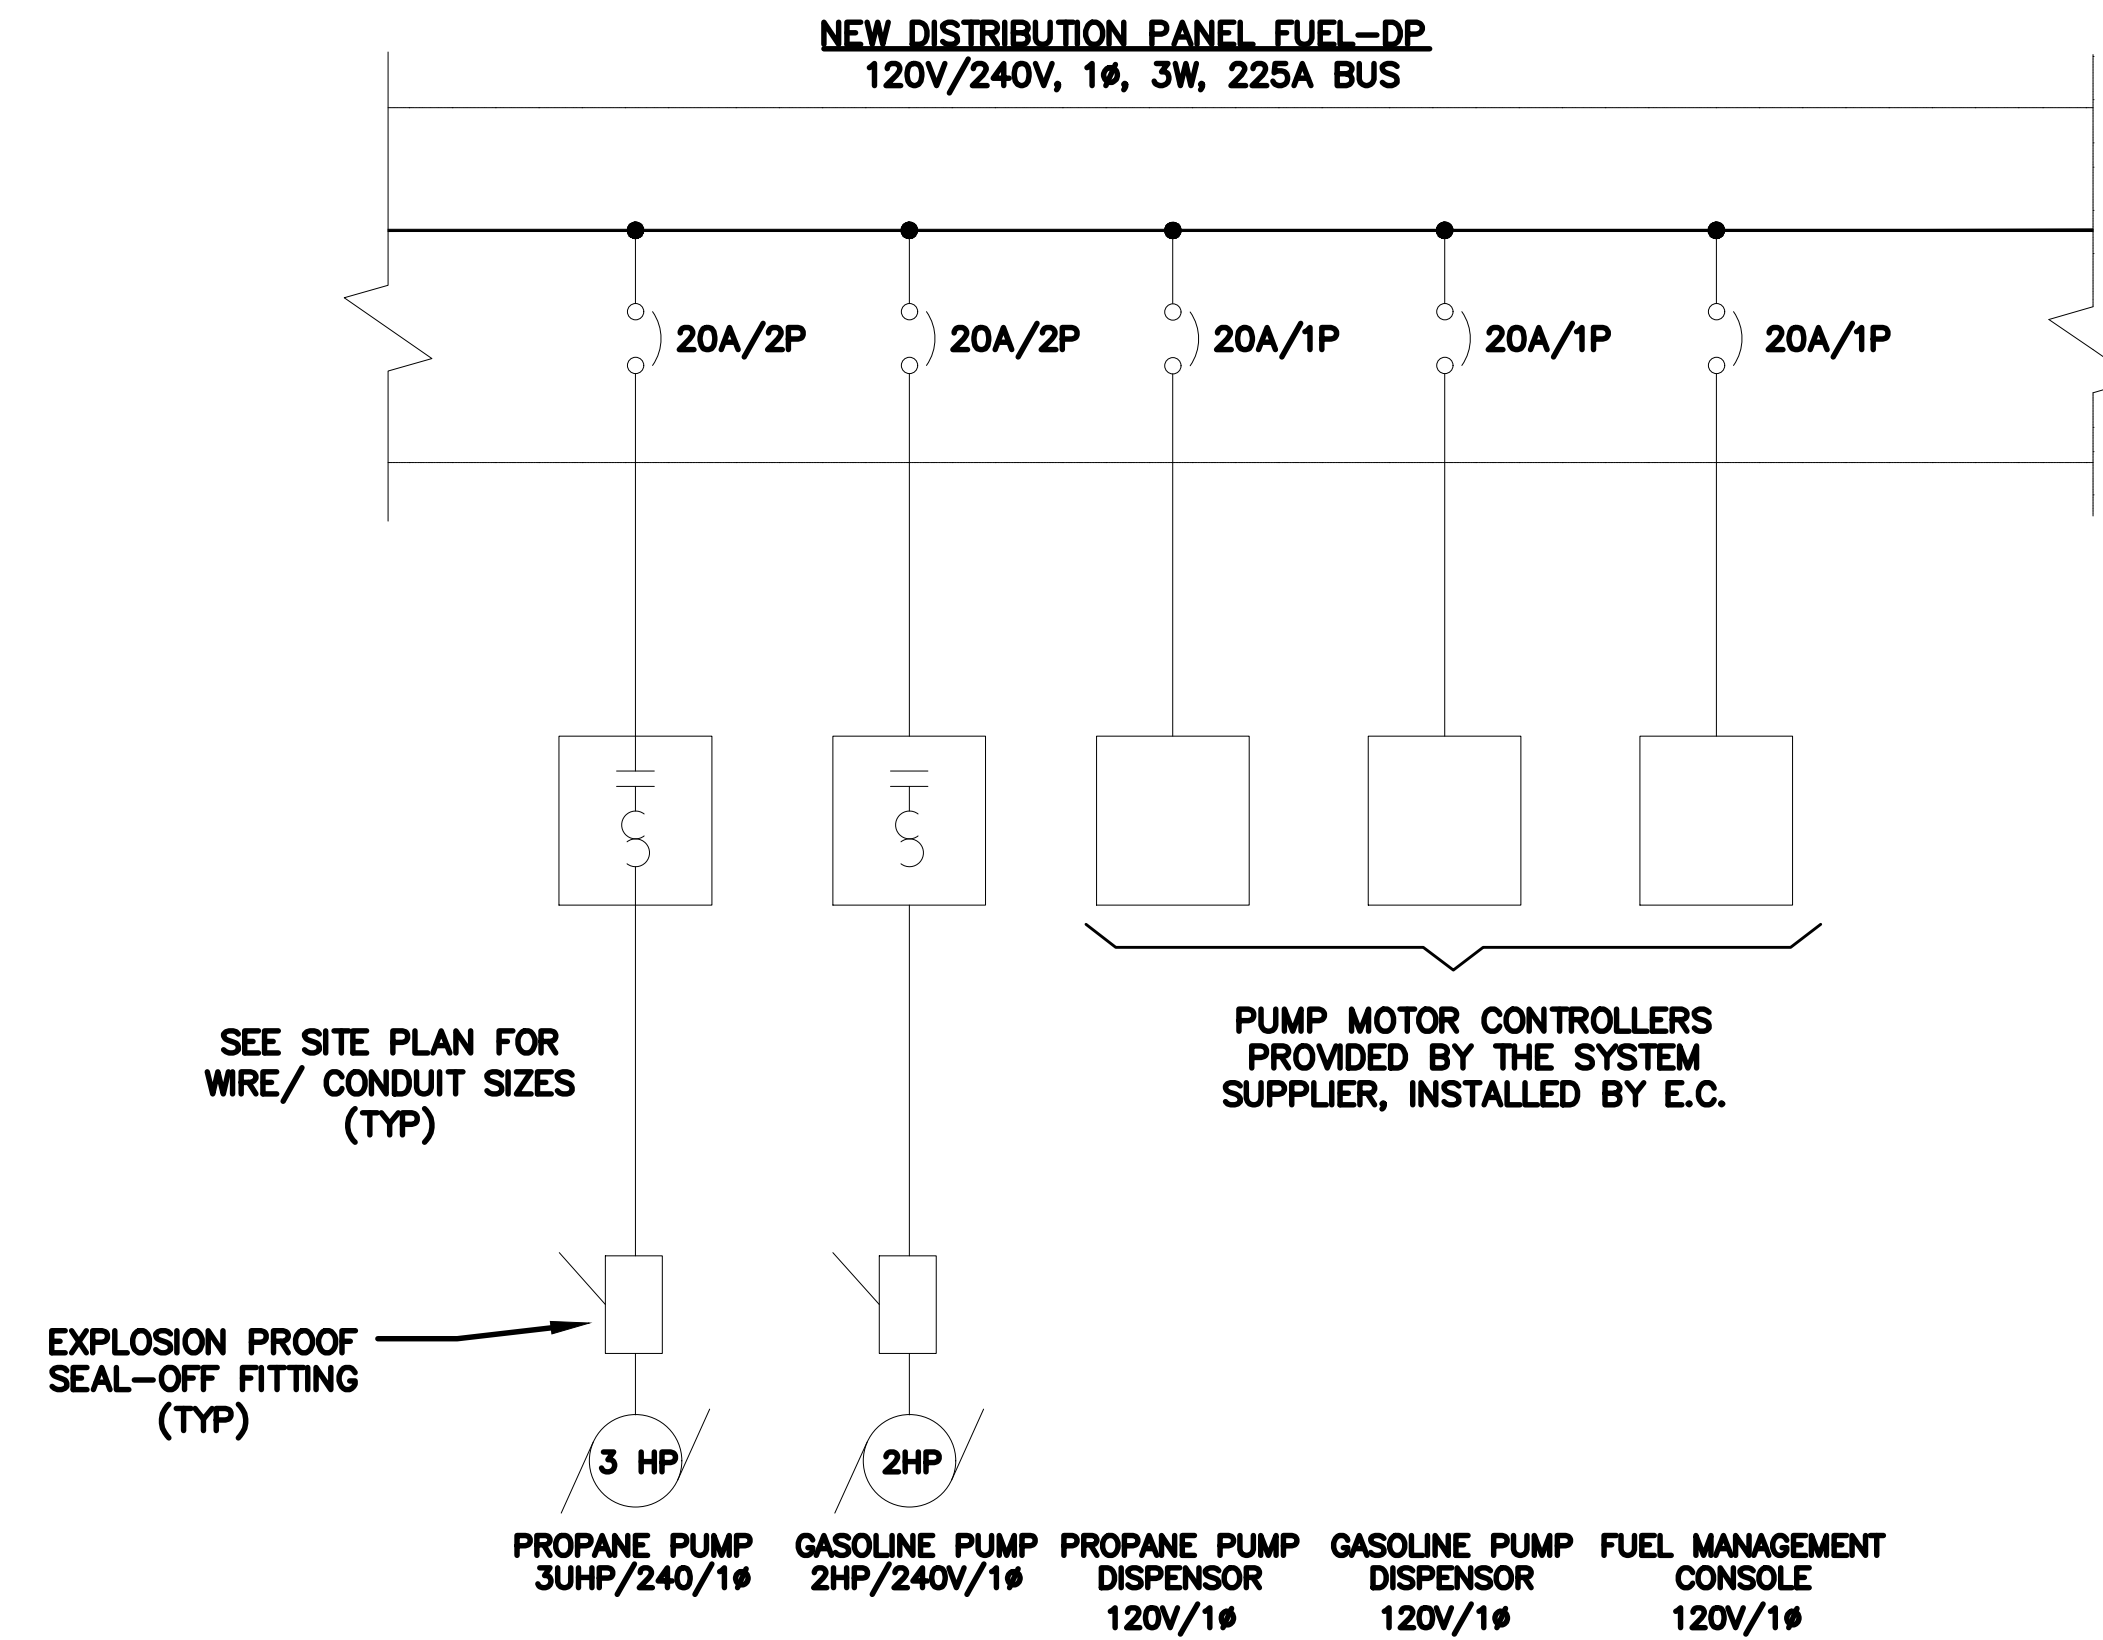 NEW DISTRIBUTION PANEL FUEL-DP
120V/240V, 1ø, 3W, 225A BUS
20A/2P
20A/2P
20A/1P
20A/1P
20A/1P
PUMP MOTOR CONTROLLERS
PROVIDED BY THE SYSTEM
SUPPLIER, INSTALLED BY E.C.
SEE SITE PLAN FOR
WIRE/ CONDUIT SIZES
(TYP)
EXPLOSION PROOF
SEAL-OFF FITTING
(TYP)
3 HP
2HP
PROPANE PUMP
3UHP/240/1ø
GASOLINE PUMP
2HP/240V/1ø
PROPANE PUMP
DISPENSOR
120V/1ø
GASOLINE PUMP
DISPENSOR
120V/1ø
FUEL MANAGEMENT
CONSOLE
120V/1ø